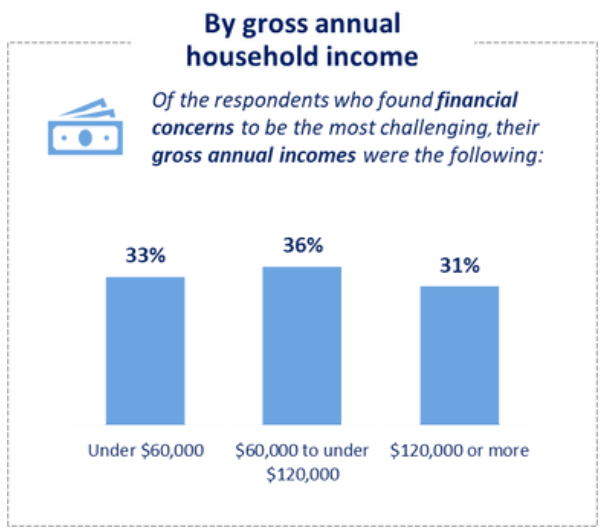 By gross annual
household income
Of the respondents who found financial
concerns to be the most challenging, their
gross annual incomes were the following:
33%
36%
31%
Under $60,000
$60,000 to under
$120,000
$120,000 or more